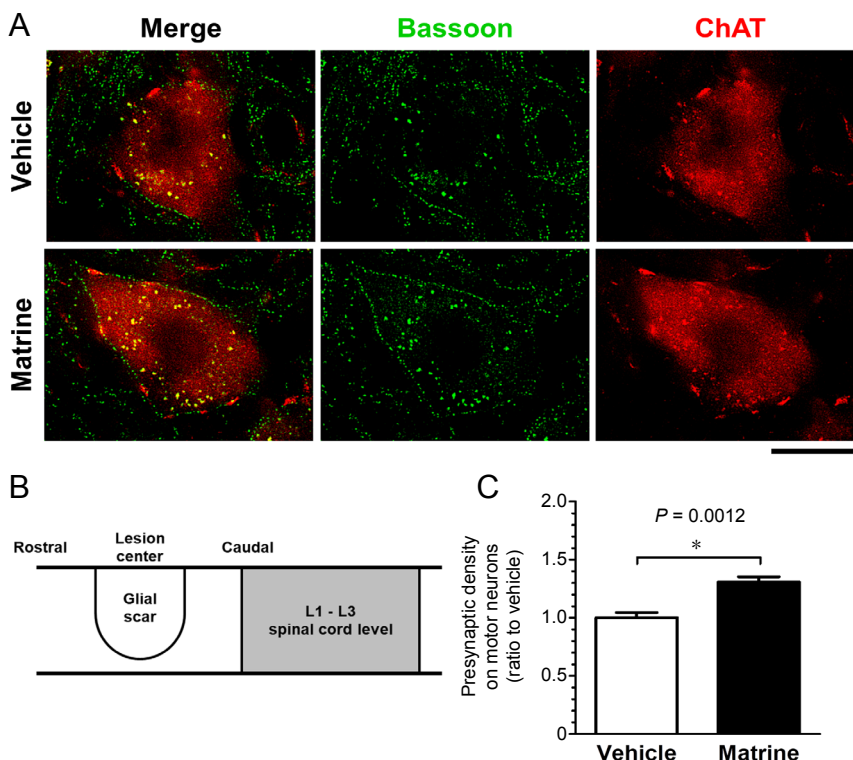 A
Merge
Bassoon
ChAT
Vehicle
Matrine
B
Rostral
Lesion
center
Caudal
Glial
scar
L1 - L3
spinal cord level
C
Presynaptic density
on motor neurons
(ratio to vehicle)
2.0
1.5
1.0
0.5
0
P = 0.0012
*
Vehicle
Matrine